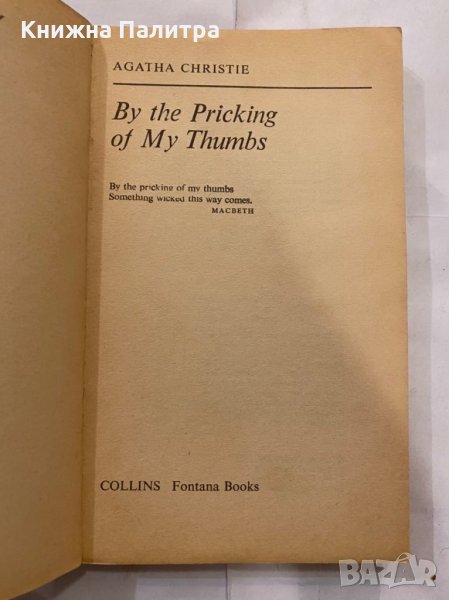 Книжна Палитра
AGATHA CHRISTIE
By the Pricking
of My Thumbs
By the pricking of my thumbs
Something wicked this way comes.
MACBETH
COLLINS Fontana Books
BAZAR